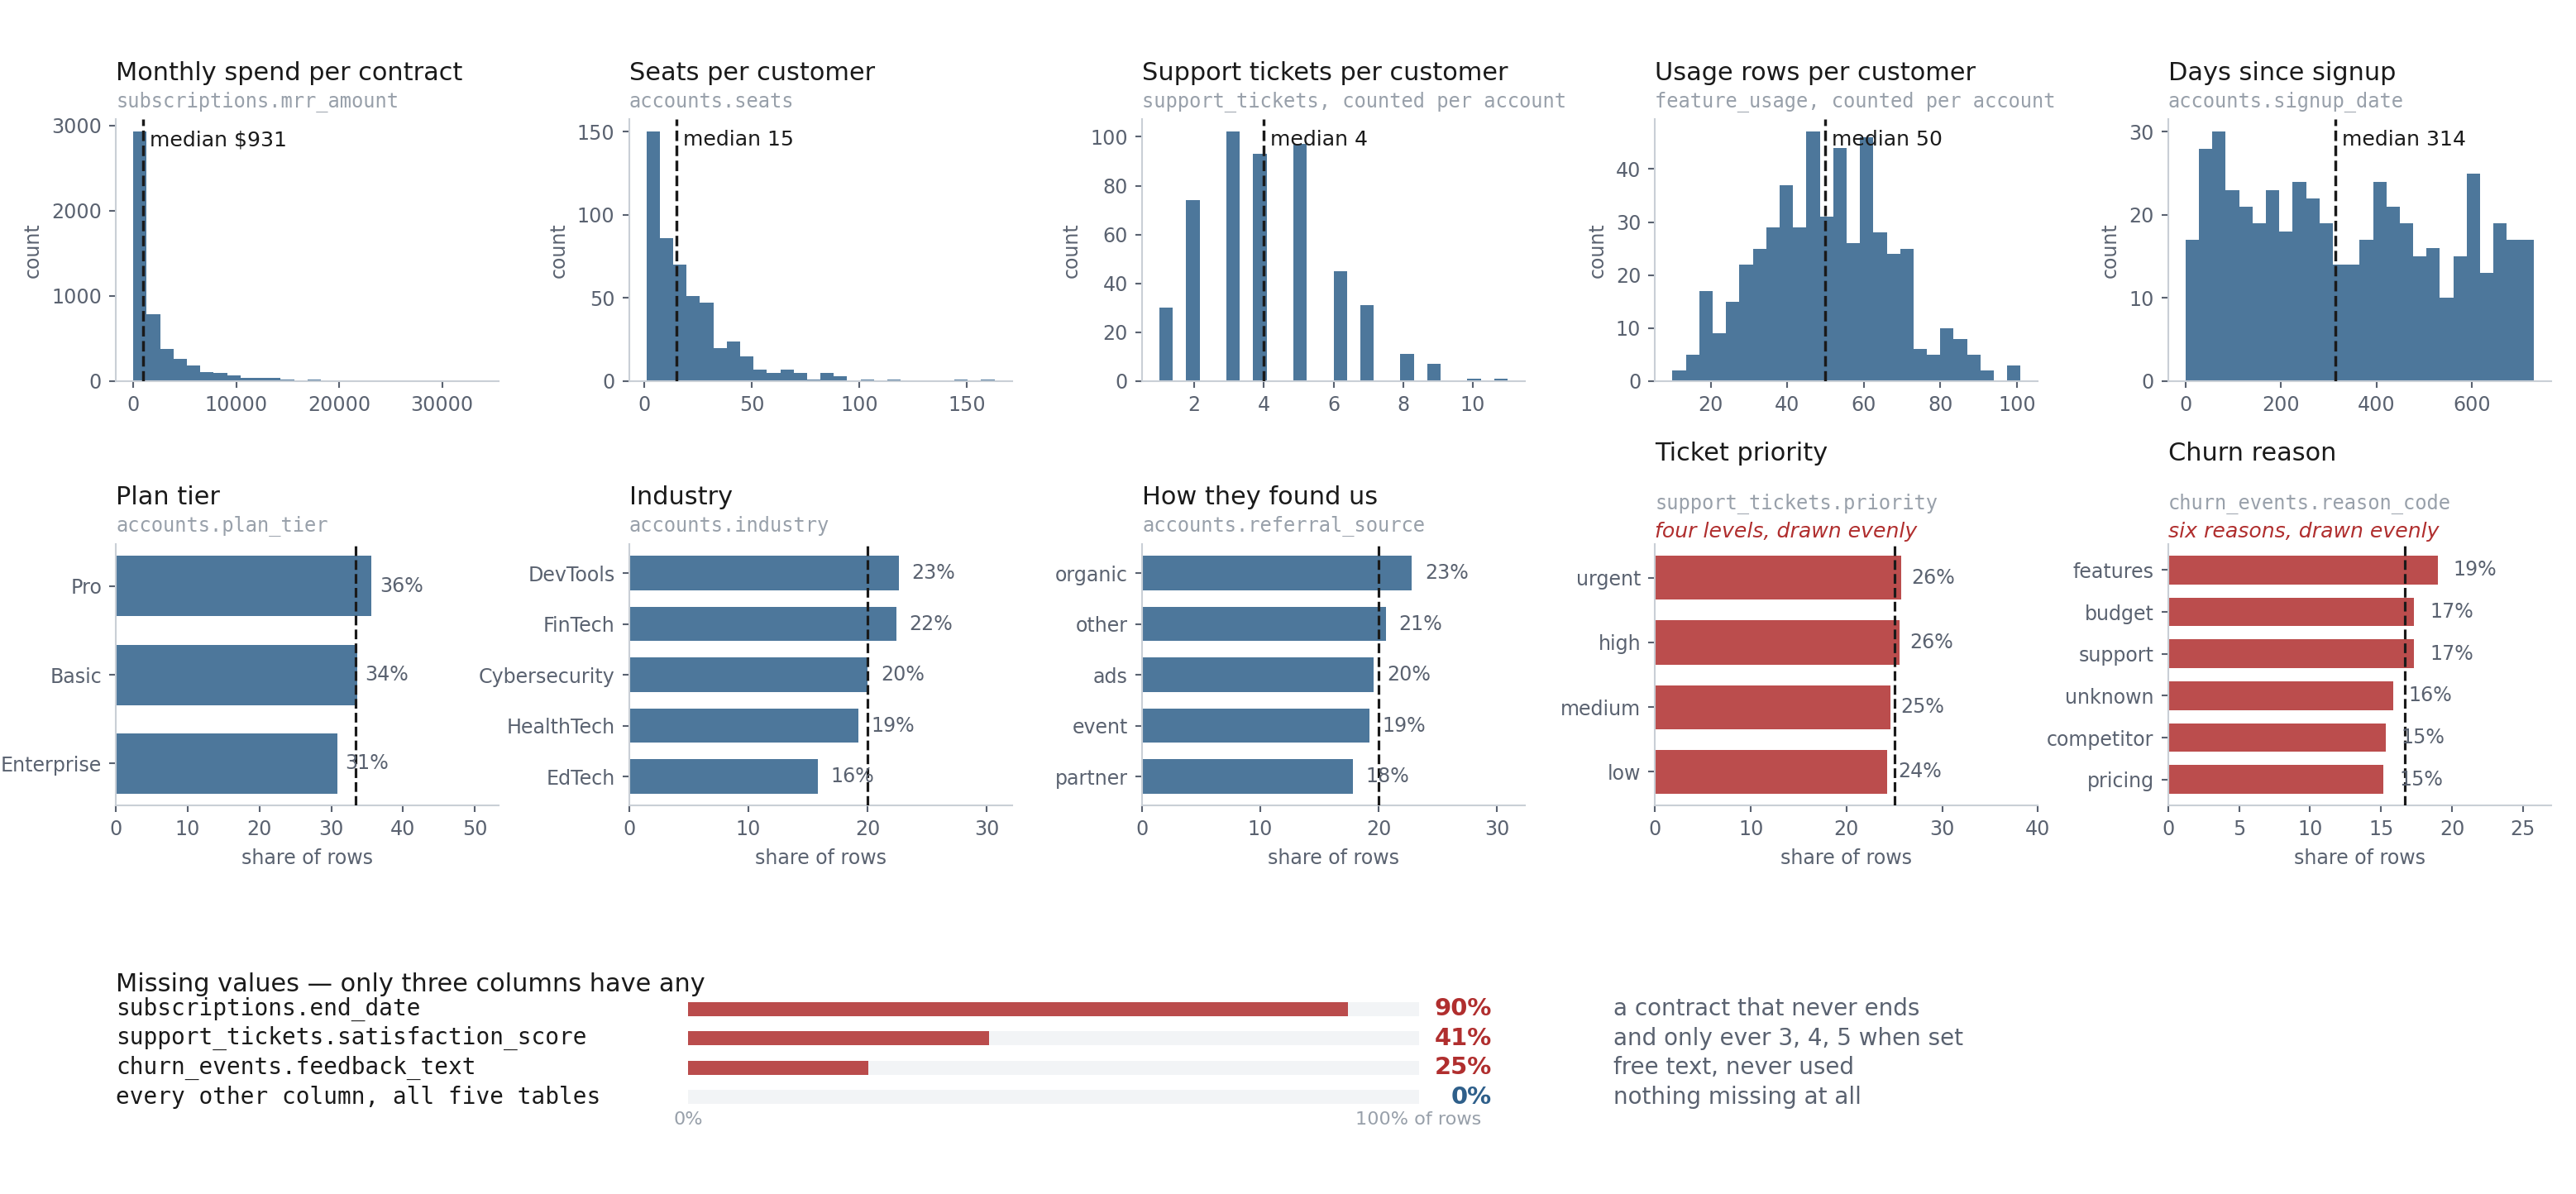 Monthly spend per contract
subscriptions.mrr_amount
median $931
count
3000
2000
1000
0
0 10000 20000 30000
Seats per customer
accounts.seats
median 15
count
150
100
50
0
0 50 100 150
Support tickets per customer
support_tickets, counted per account
median 4
count
100
80
60
40
20
0
2 4 6 8 10
Usage rows per customer
feature_usage, counted per account
median 50
count
40
30
20
10
0
20 40 60 80 100
Days since signup
accounts.signup_date
median 314
count
30
20
10
0
0 200 400 600
Plan tier
accounts.plan_tier
Pro 36%
Basic 34%
Enterprise 31%
0 10 20 30 40 50
share of rows
Industry
accounts.industry
DevTools 23%
FinTech 22%
Cybersecurity 20%
HealthTech 19%
EdTech 16%
0 10 20 30
share of rows
How they found us
accounts.referral_source
organic 23%
other 21%
ads 20%
event 19%
partner 18%
0 10 20 30
share of rows
Ticket priority
support_tickets.priority
four levels, drawn evenly
urgent 26%
high 26%
medium 25%
low 24%
0 10 20 30 40
share of rows
Churn reason
churn_events.reason_code
six reasons, drawn evenly
features 19%
budget 17%
support 17%
unknown 16%
competitor 15%
pricing 15%
0 5 10 15 20 25
share of rows
Missing values — only three columns have any
subscriptions.end_date 90% a contract that never ends
support_tickets.satisfaction_score 41% and only ever 3, 4, 5 when set
churn_events.feedback_text 25% free text, never used
every other column, all five tables 0% nothing missing at all
0% 100% of rows